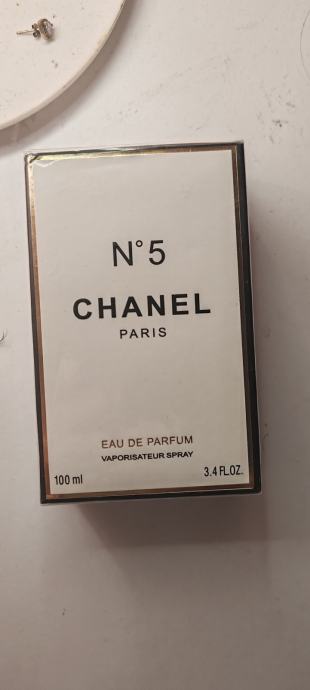 N°5
CHANEL
PARIS
EAU DE PARFUM
VAPORISATEUR SPRAY
100 ml
3.4 FL.OZ.